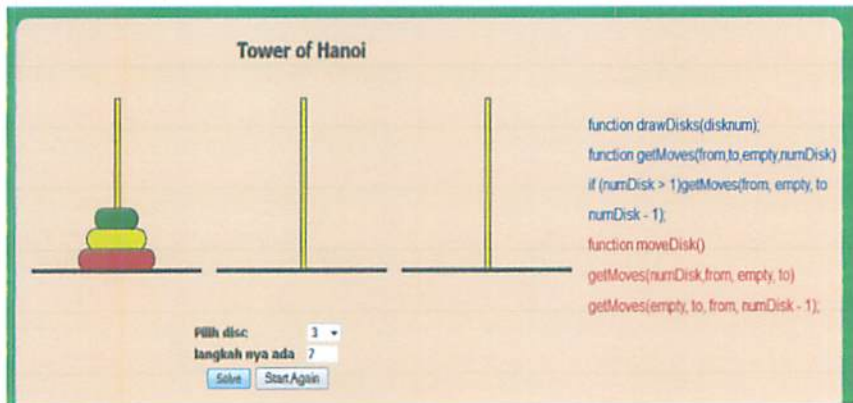 Tower of Hanoi
function drawDisks(disknum);
function getMoves(from,to,empty,numDisk)
if (numDisk > 1)getMoves(from, empty, to
numDisk - 1);
function moveDisk()
getMoves(numDisk,from, empty, to)
getMoves(empty, to, from, numDisk - 1);
Pilih disc 3
langkah nya ada 7
Solve Start Again